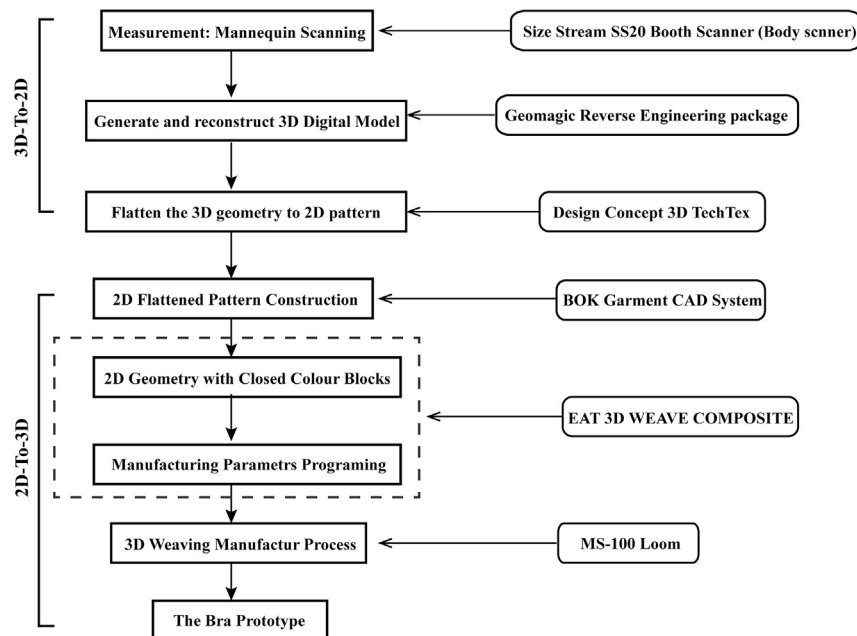 Measurement: Mannequin Scanning
Size Stream SS20 Booth Scanner (Body scnner)
3D-To-2D
Generate and reconstruct 3D Digital Model
Geomagic Reverse Engineering package
Flatten the 3D geometry to 2D pattern
Design Concept 3D TechTex
2D Flattened Pattern Construction
BOK Garment CAD System
2D Geometry with Closed Colour Blocks
EAT 3D WEAVE COMPOSITE
2D-To-3D
Manufacturing Parametrs Programing
3D Weaving Manufactur Process
MS-100 Loom
The Bra Prototype